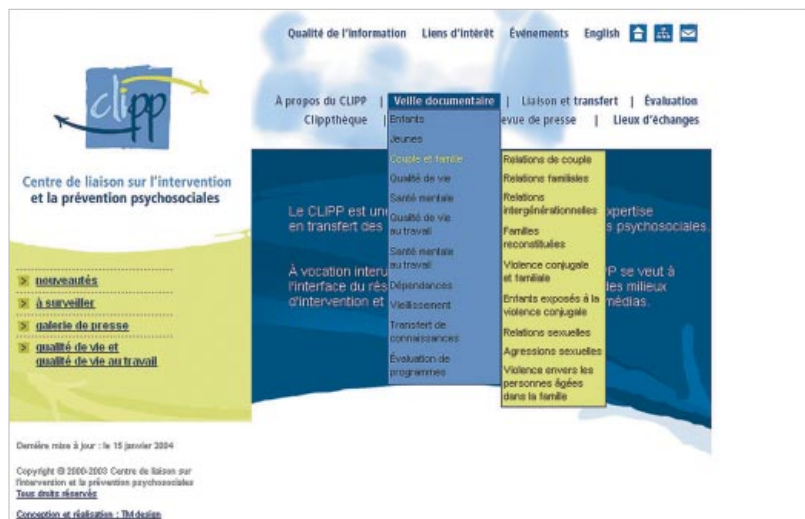 Qualité de l'information Liens d'intérêt Événements English
clipp
À propos du CLIPP | Veille documentaire | Liaison et transfert | Évaluation
Clippthèque | evue de presse | Lieux d'échanges
Centre de liaison sur l'intervention
et la prévention psychosociales
nouveautés
à surveiller
galerie de presse
qualité de vie et
qualité de vie au travail
Enfants
Jeunes
Couple et famille
Qualité de vie
Santé mentale
Qualité de vie
au travail
Santé mentale
au travail
Dépendances
Vieillissement
Transfert de
connaissances
Évaluation de
programmes
Relations de couple
Relations familiales
Relations
intergénérationnelles
Familles
reconstituées
Violence conjugale
et familiale
Enfants exposés à la
violence conjugale
Relations sexuelles
Agressions sexuelles
Violence envers les
personnes âgées
dans la famille
Le CLIPP est un xpertise
en transfert des s psychosociales.
À vocation interu PP se veut à
l'interface du rés des milieux
d'intervention et médias.
Dernière mise à jour : le 15 janvier 2004
Copyright © 2000-2003 Centre de liaison sur
l'intervention et la prévention psychosociales
Tous droits réservés
Conception et réalisation : TM design